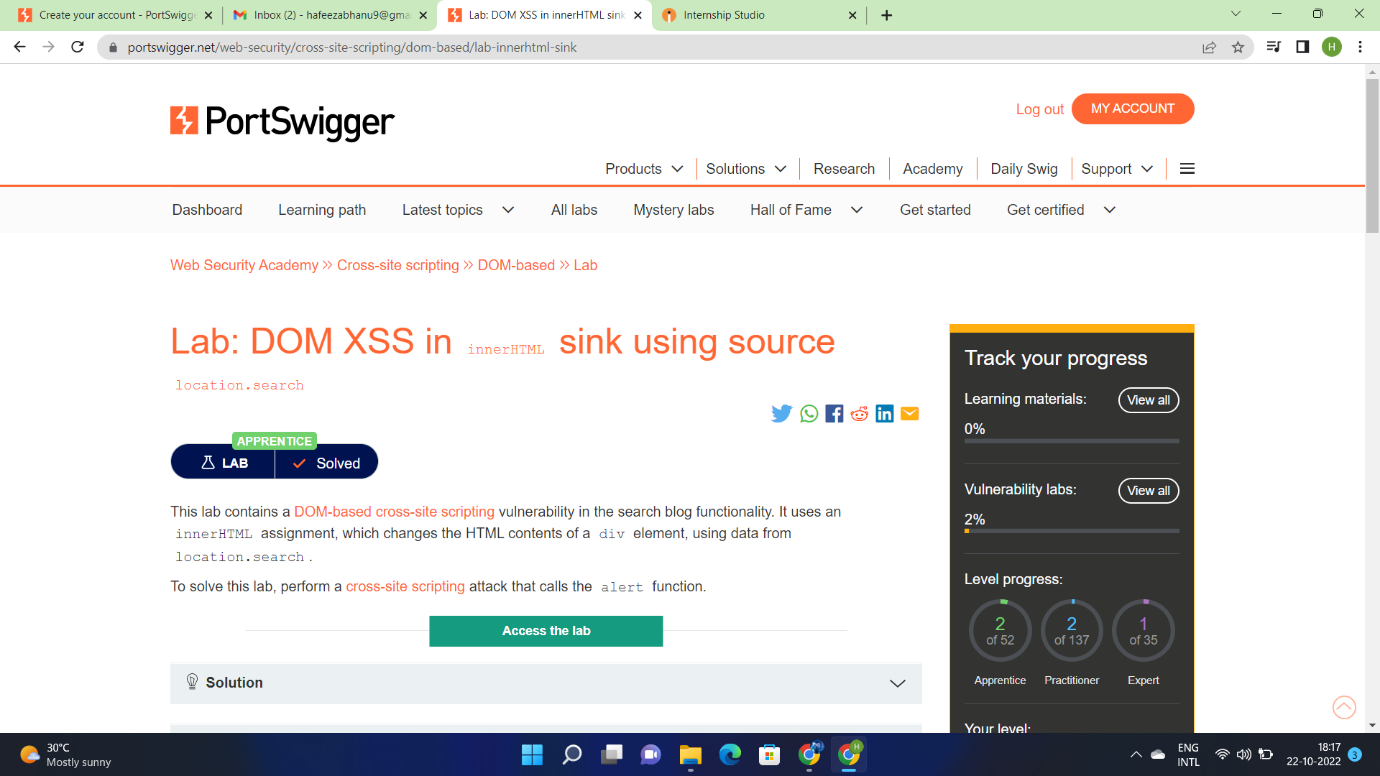 Create your account - PortSwigg
Inbox (2) - hafeezabhanu9@gma
Lab: DOM XSS in innerHTML sink
Internship Studio
portswigger.net/web-security/cross-site-scripting/dom-based/lab-innerhtml-sink
H
PortSwigger
Log out
MY ACCOUNT
Products
Solutions
Research
Academy
Daily Swig
Support
Dashboard
Learning path
Latest topics
All labs
Mystery labs
Hall of Fame
Get started
Get certified
Web Security Academy » Cross-site scripting » DOM-based » Lab
Lab: DOM XSS in innerHTML sink using source
location.search
APPRENTICE
LAB
Solved
This lab contains a DOM-based cross-site scripting vulnerability in the search blog functionality. It uses an
innerHTML assignment, which changes the HTML contents of a div element, using data from
location.search .
To solve this lab, perform a cross-site scripting attack that calls the alert function.
Access the lab
Solution
Track your progress
Learning materials:
View all
0%
Vulnerability labs:
View all
2%
Level progress:
2 of 52
2 of 137
1 of 35
Apprentice
Practitioner
Expert
Your level:
30°C
Mostly sunny
ENG
INTL
18:17
22-10-2022
3